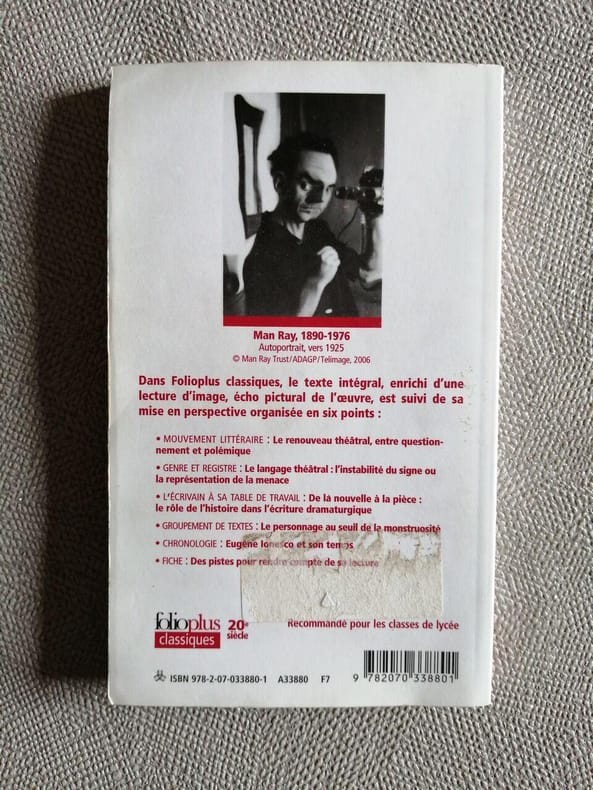 Man Ray, 1890-1976
Autoportrait, vers 1925
© Man Ray Trust/ADAGP/Telimage, 2006
Dans Folioplus classiques, le texte intégral, enrichi d'une
lecture d'image, écho pictural de l'œuvre, est suivi de sa
mise en perspective organisée en six points :
• MOUVEMENT LITTÉRAIRE : Le renouveau théâtral, entre question-
nement et polémique
• GENRE ET REGISTRE : Le langage théâtral : l'instabilité du signe ou
la représentation de la menace
• L'ÉCRIVAIN À SA TABLE DE TRAVAIL : De la nouvelle à la pièce :
le rôle de l'histoire dans l'écriture dramaturgique
• GROUPEMENT DE TEXTES : Le personnage au seuil de la monstruosité
• CHRONOLOGIE : Eugène Ionesco et son temps
• FICHE : Des pistes pour rendre compte de sa lecture
folioplus
classiques
20e
siècle
Recommandé pour les classes de lycée
ISBN 978-2-07-033880-1 A33880 F7
9 782070 338801